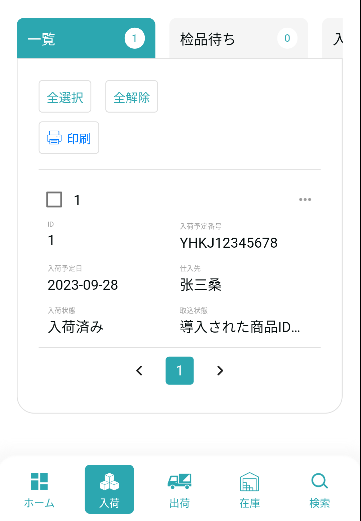 一覧 1 検品待ち 0 入
全選択 全解除
印刷
1 •••
ID 入荷予定番号
1 YHKJ12345678
入荷予定日 仕入先
2023-09-28 张三桑
入荷状態 取込状態
入荷済み 導入された商品ID...
< 1 >
ホーム 入荷 出荷 在庫 検索